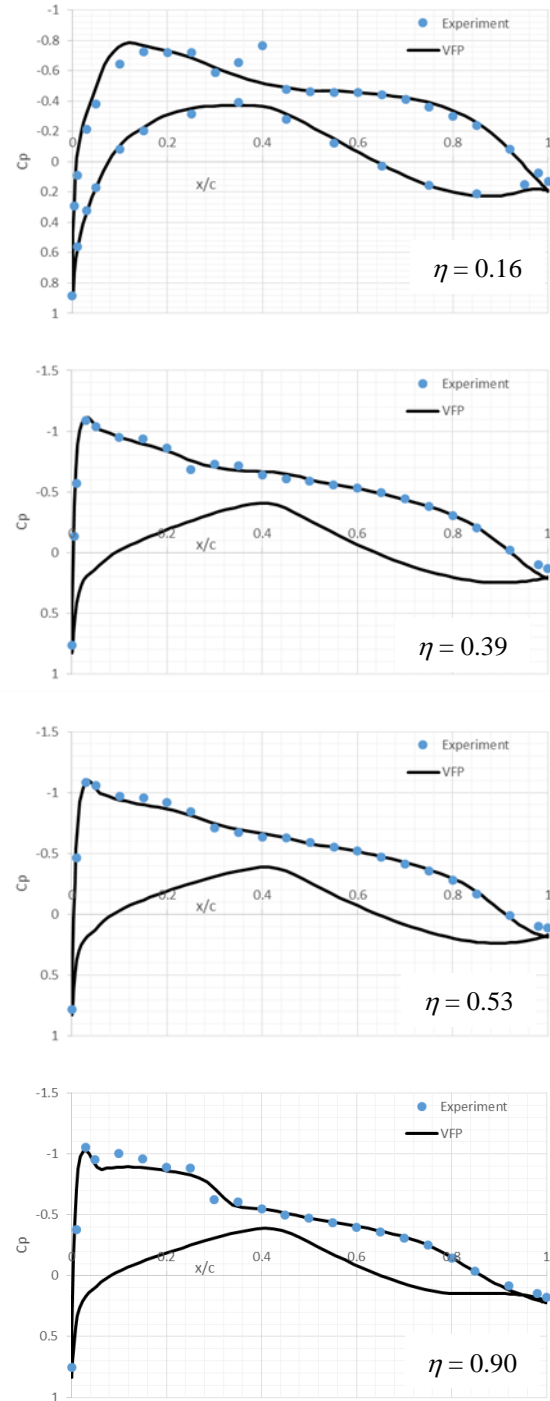 -1
-0.8
-0.6
-0.4
-0.2
0
0.2
0.4
0.6
0.8
1
Cp
0 0.2 0.4 0.6 0.8 1
x/c
Experiment
VFP
η = 0.16
-1.5
-1
-0.5
0
0.5
1
Cp
0 0.2 0.4 0.6 0.8 1
x/c
Experiment
VFP
η = 0.39
-1.5
-1
-0.5
0
0.5
1
Cp
0 0.2 0.4 0.6 0.8 1
x/c
Experiment
VFP
η = 0.53
-1.5
-1
-0.5
0
0.5
1
Cp
0 0.2 0.4 0.6 0.8 1
x/c
Experiment
VFP
η = 0.90